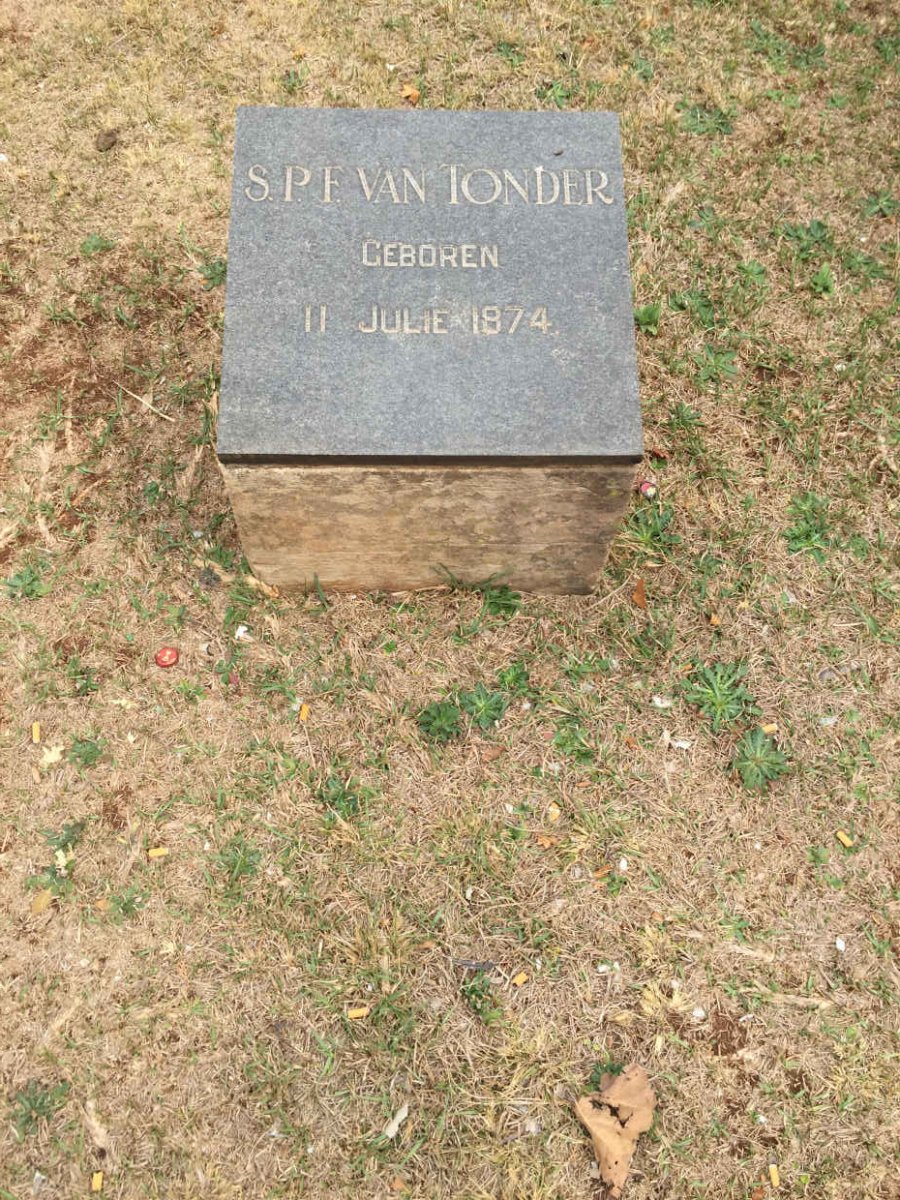 S. P. F. VAN TONDER
GEBOREN
11 JULIE 1874.